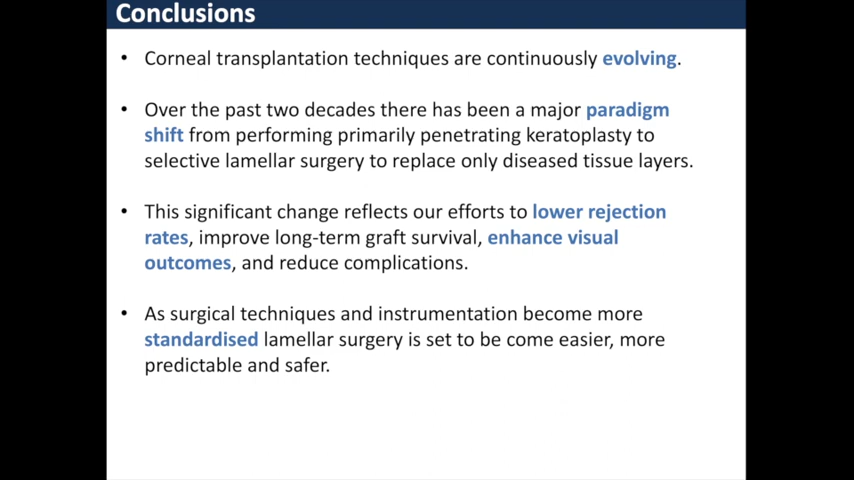 Conclusions
• Corneal transplantation techniques are continuously evolving.
• Over the past two decades there has been a major paradigm
shift from performing primarily penetrating keratoplasty to
selective lamellar surgery to replace only diseased tissue layers.
• This significant change reflects our efforts to lower rejection
rates, improve long-term graft survival, enhance visual
outcomes, and reduce complications.
• As surgical techniques and instrumentation become more
standardised lamellar surgery is set to be come easier, more
predictable and safer.